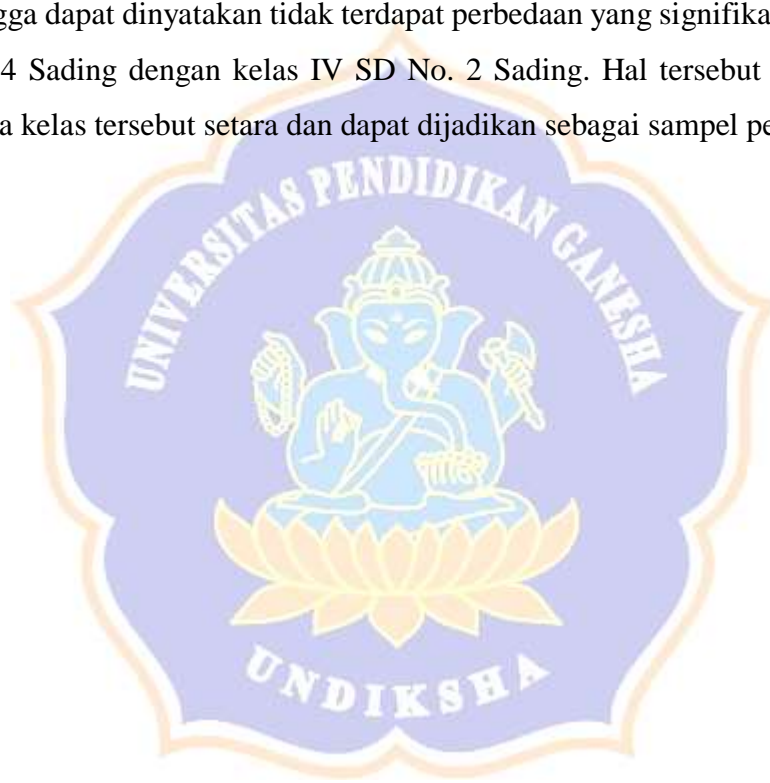 gga dapat dinyatakan tidak terdapat perbedaan yang signifika
4 Sading dengan kelas IV SD No. 2 Sading. Hal tersebut
a kelas tersebut setara dan dapat dijadikan sebagai sampel pe
UNIVERSITAS PENDIDIKAN GANESHA
UNDIKSHA